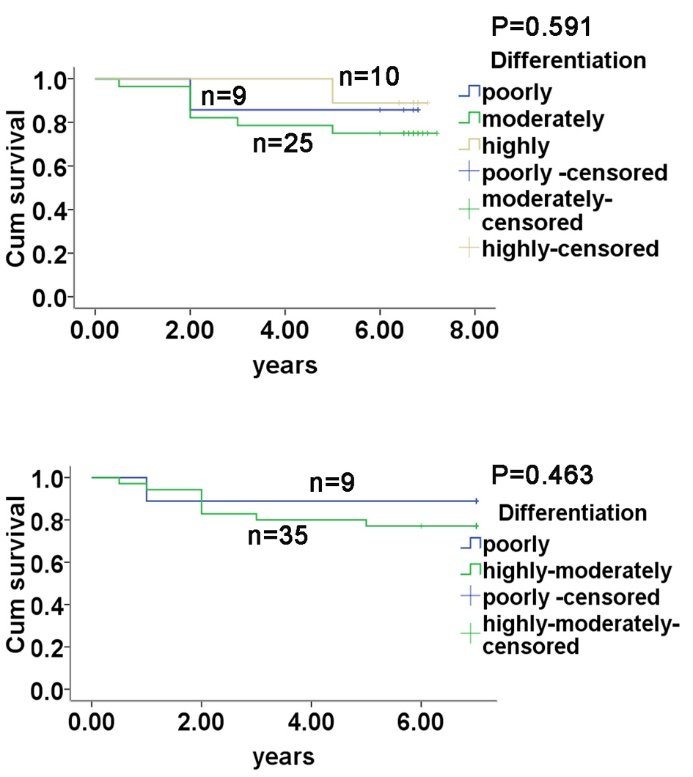 P=0.591
Differentiation
poorly
moderately
highly
poorly -censored
moderately-
censored
highly-censored
Cum survival
1.0
0.8
0.6
0.4
0.2
0.0
n=10
n=9
n=25
0.00 2.00 4.00 6.00 8.00
years
P=0.463
Differentiation
poorly
highly-moderately
poorly -censored
highly-moderately-
censored
Cum survival
1.0
0.8
0.6
0.4
0.2
0.0
n=9
n=35
0.00 2.00 4.00 6.00
years